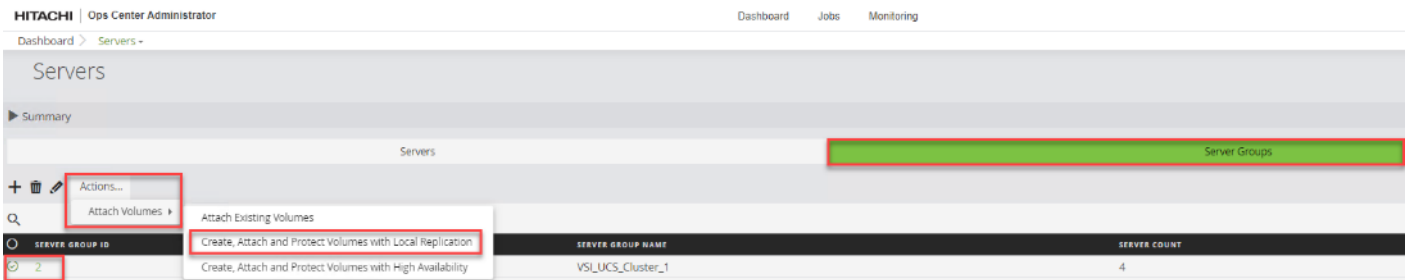 HITACHI | Ops Center Administrator Dashboard Jobs Monitoring
Dashboard > Servers
Servers
Summary
Servers Server Groups
Actions...
Attach Volumes
Attach Existing Volumes
Create, Attach and Protect Volumes with Local Replication
SERVER GROUP ID SERVER GROUP NAME SERVER COUNT
Create, Attach and Protect Volumes with High Availability
2 VSI_UCS_Cluster_1 4